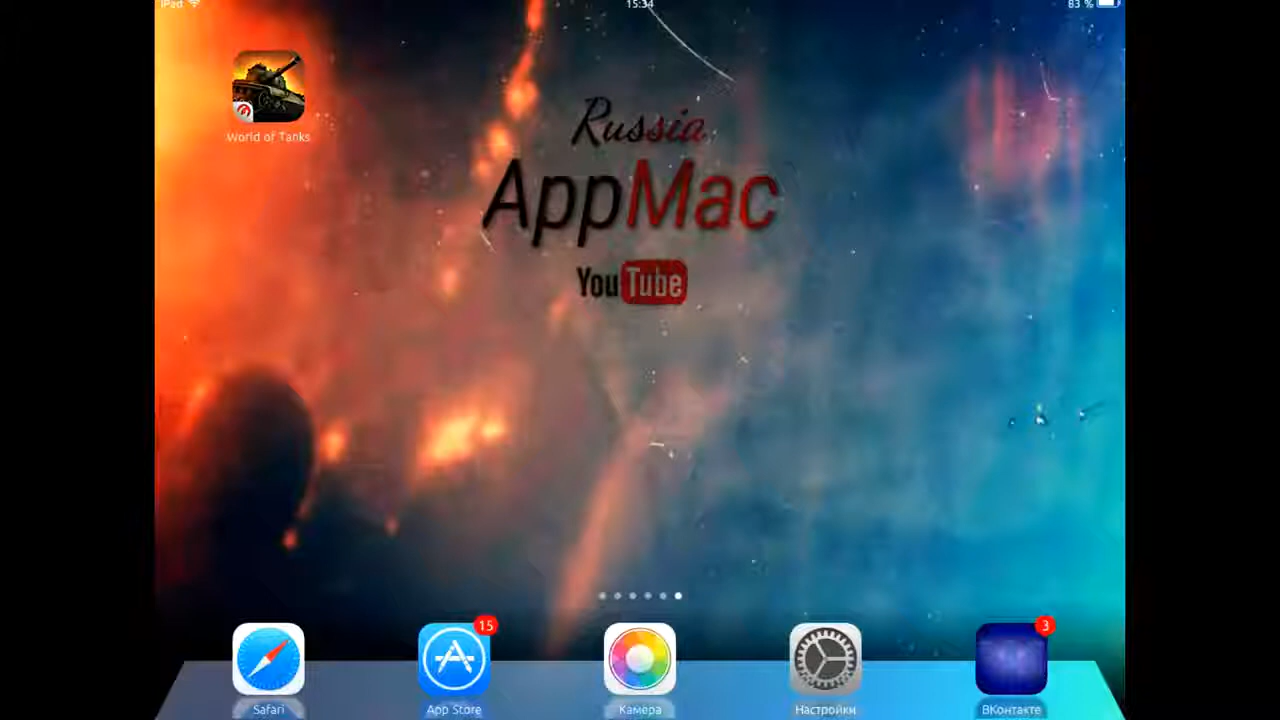 iPad
15:34
83 %
World of Tanks
Russia
AppMac
YouTube
15
3
Safari
App Store
Камера
Настройки
ВКонтакте